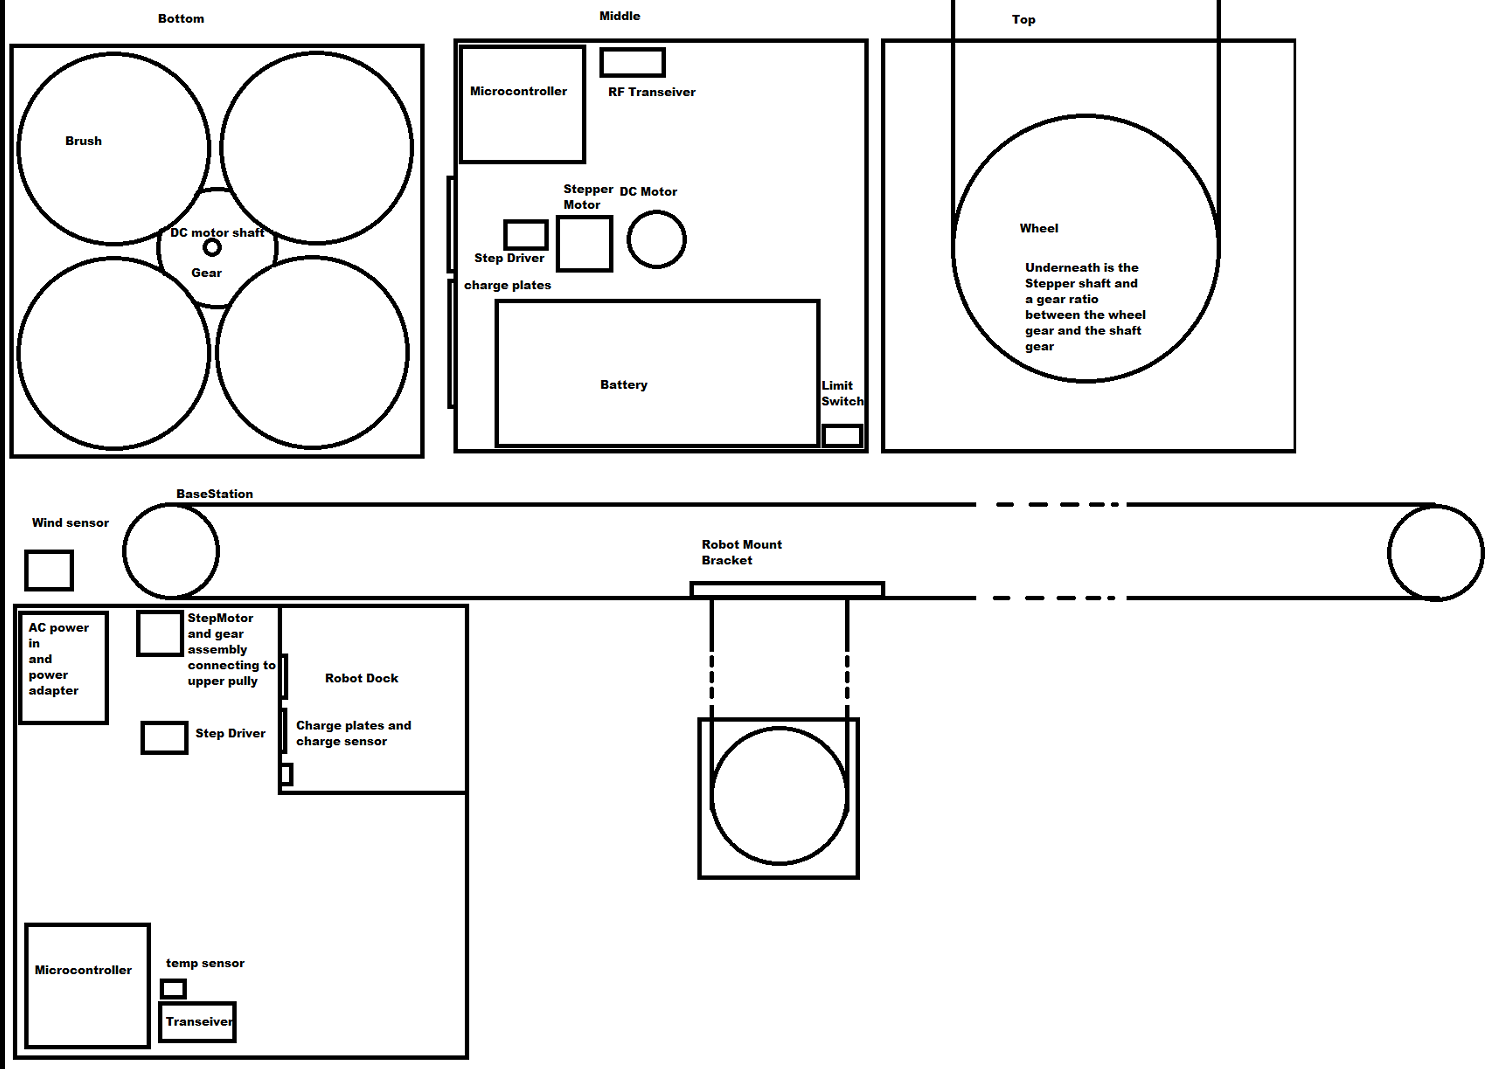 Bottom
Middle
Top
Brush
DC motor shaft
Gear
Microcontroller
RF Transeiver
Stepper
Motor
DC Motor
Step Driver
charge plates
Battery
Limit
Switch
Wheel
Underneath is the
Stepper shaft and
a gear ratio
between the wheel
gear and the shaft
gear
BaseStation
Wind sensor
Robot Mount
Bracket
AC power
in
and
power
adapter
StepMotor
and gear
assembly
connecting to
upper pully
Robot Dock
Step Driver
Charge plates and
charge sensor
Microcontroller
temp sensor
Transeiver